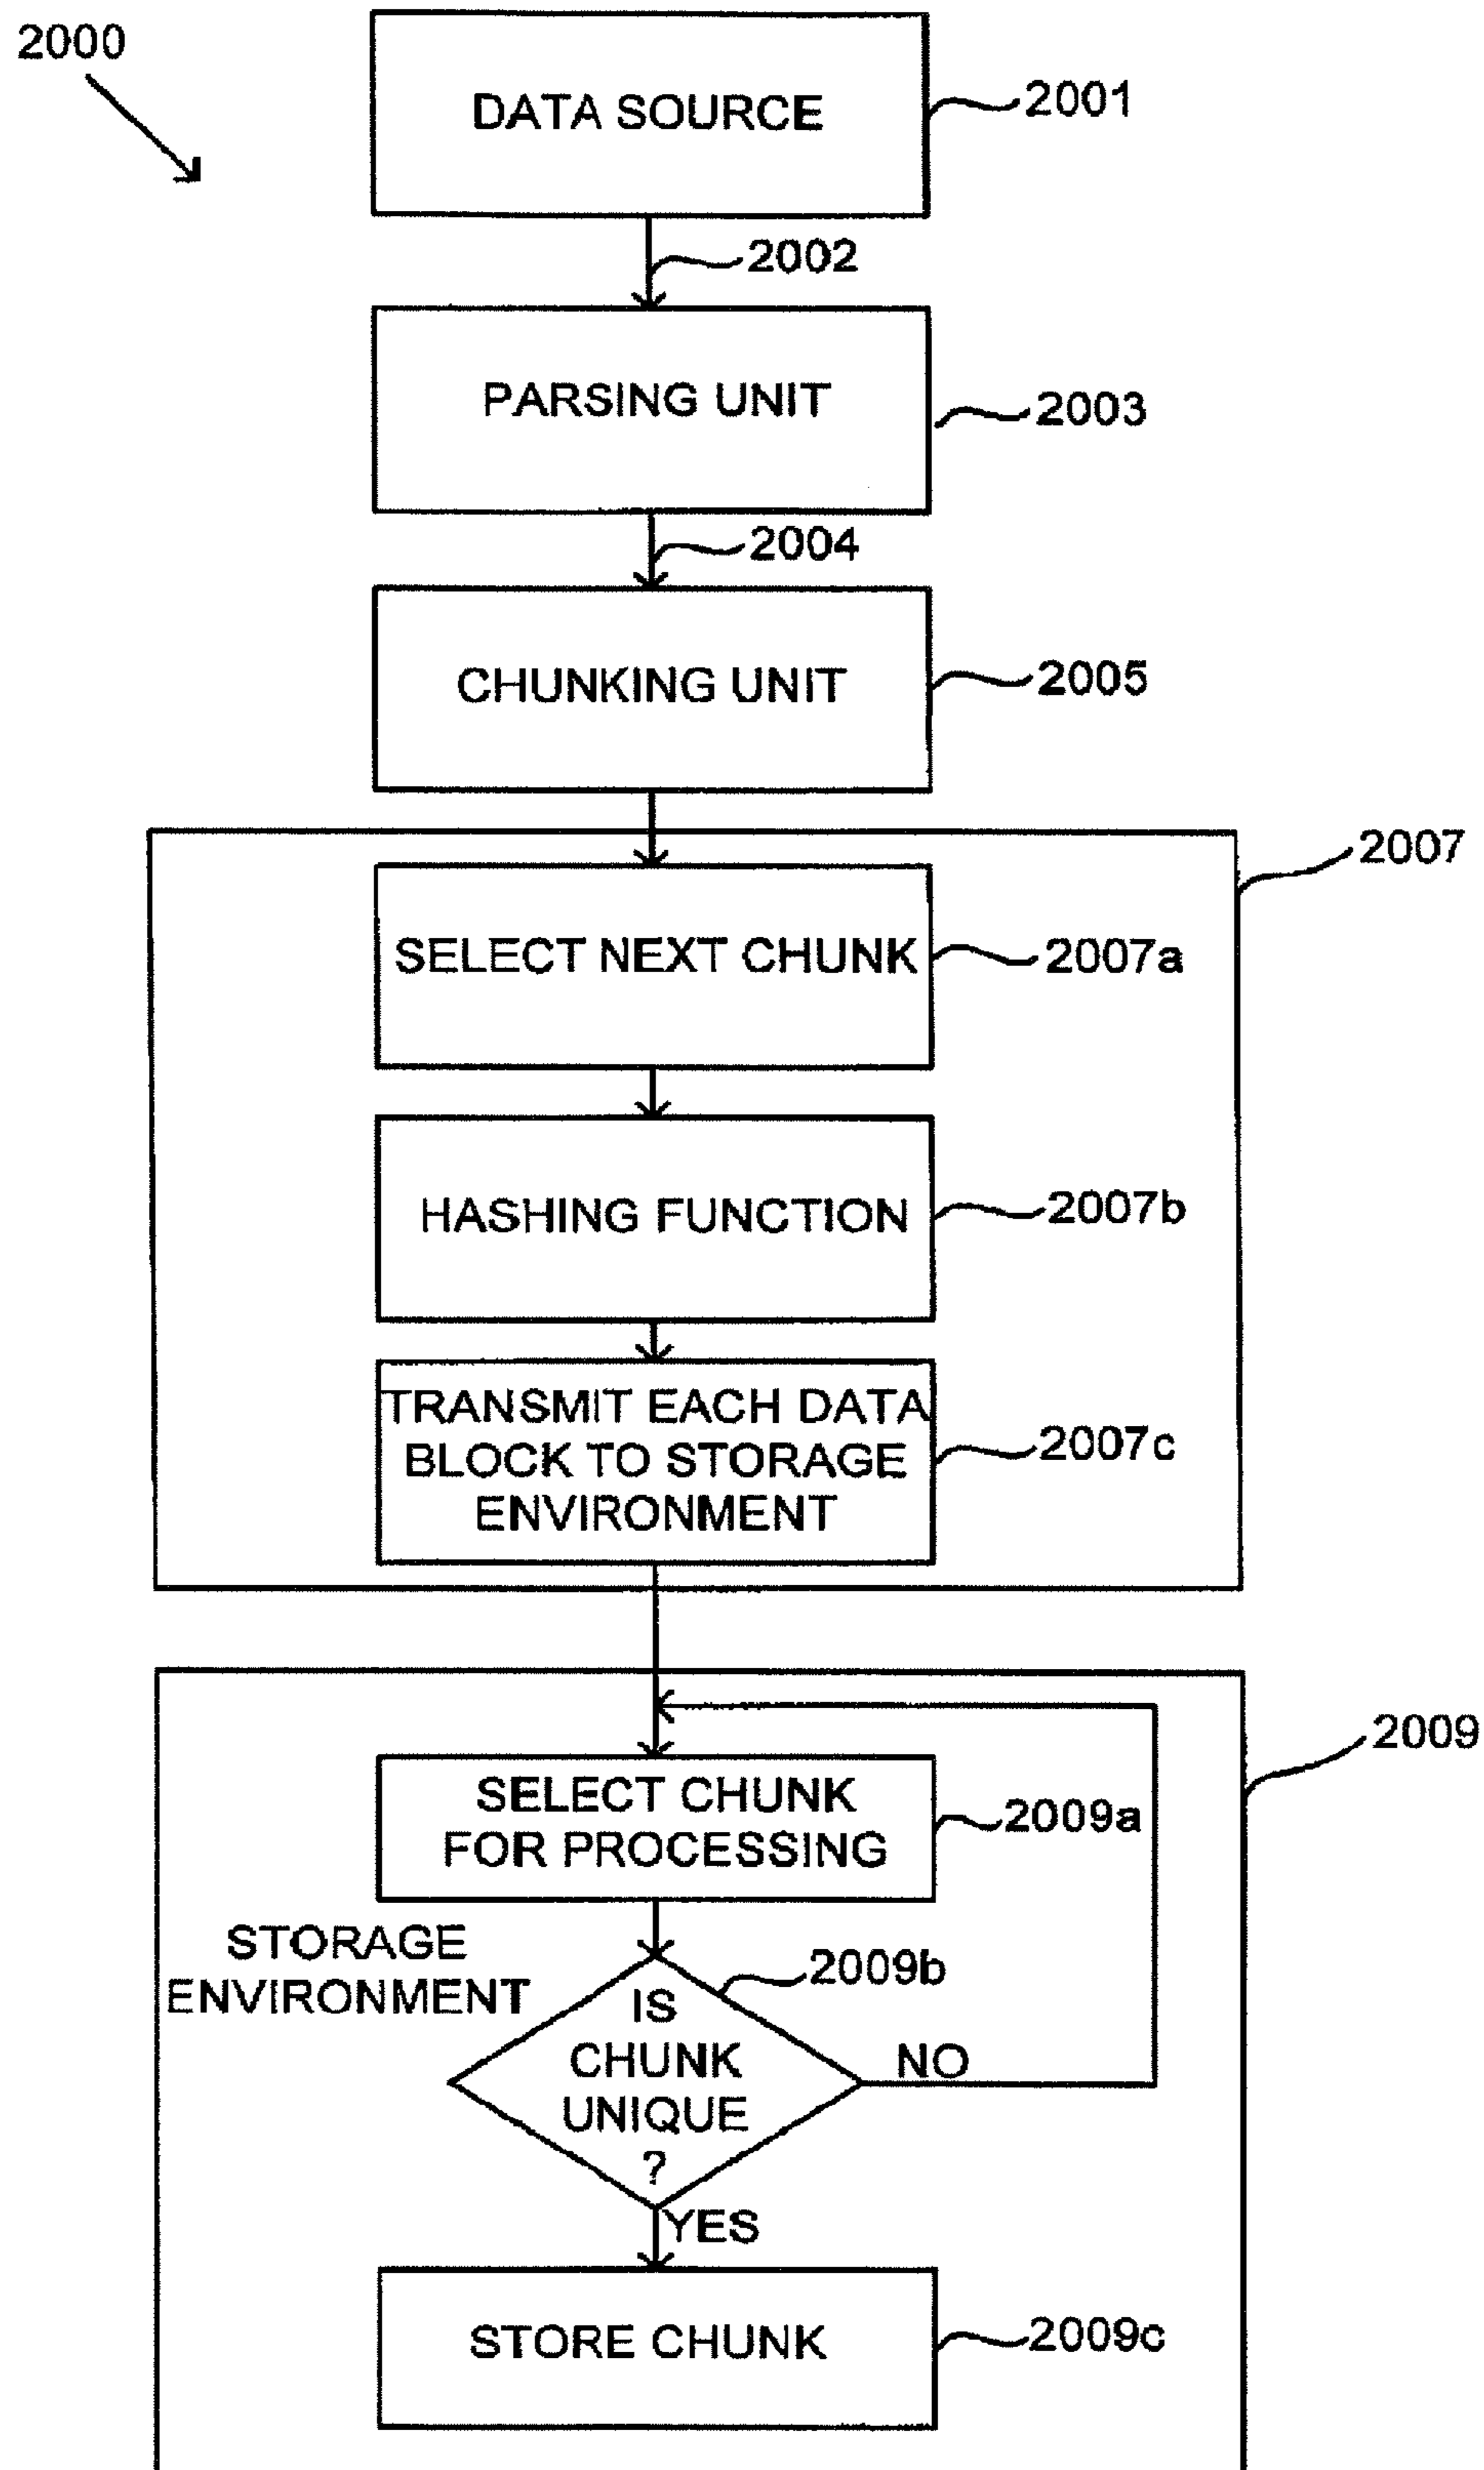 2000
DATA SOURCE
2001
2002
PARSING UNIT
2003
2004
CHUNKING UNIT
2005
2007
SELECT NEXT CHUNK
2007a
HASHING FUNCTION
2007b
TRANSMIT EACH DATA
BLOCK TO STORAGE
ENVIRONMENT
2007c
2009
SELECT CHUNK
FOR PROCESSING
2009a
STORAGE
ENVIRONMENT
2009b
IS
CHUNK
UNIQUE
?
NO
YES
STORE CHUNK
2009c